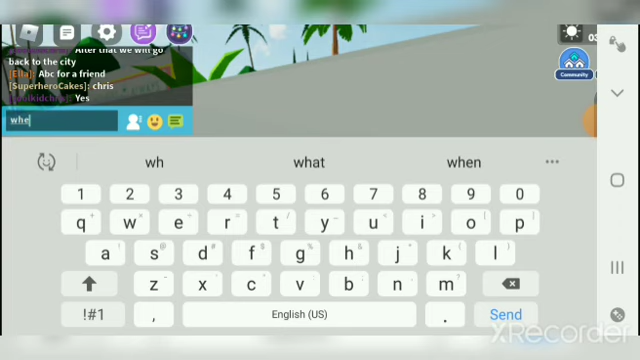 After that we will go
back to the city
[Ella]: Abc for a friend
[SuperheroCakes]: chris
Yes
whe
03
Community
wh what when
1 2 3 4 5 6 7 8 9 0
q w e r t y u i o p
a s d f g h j k l
z x c v b n m
!#1 , English (US) . Send
XRecorder